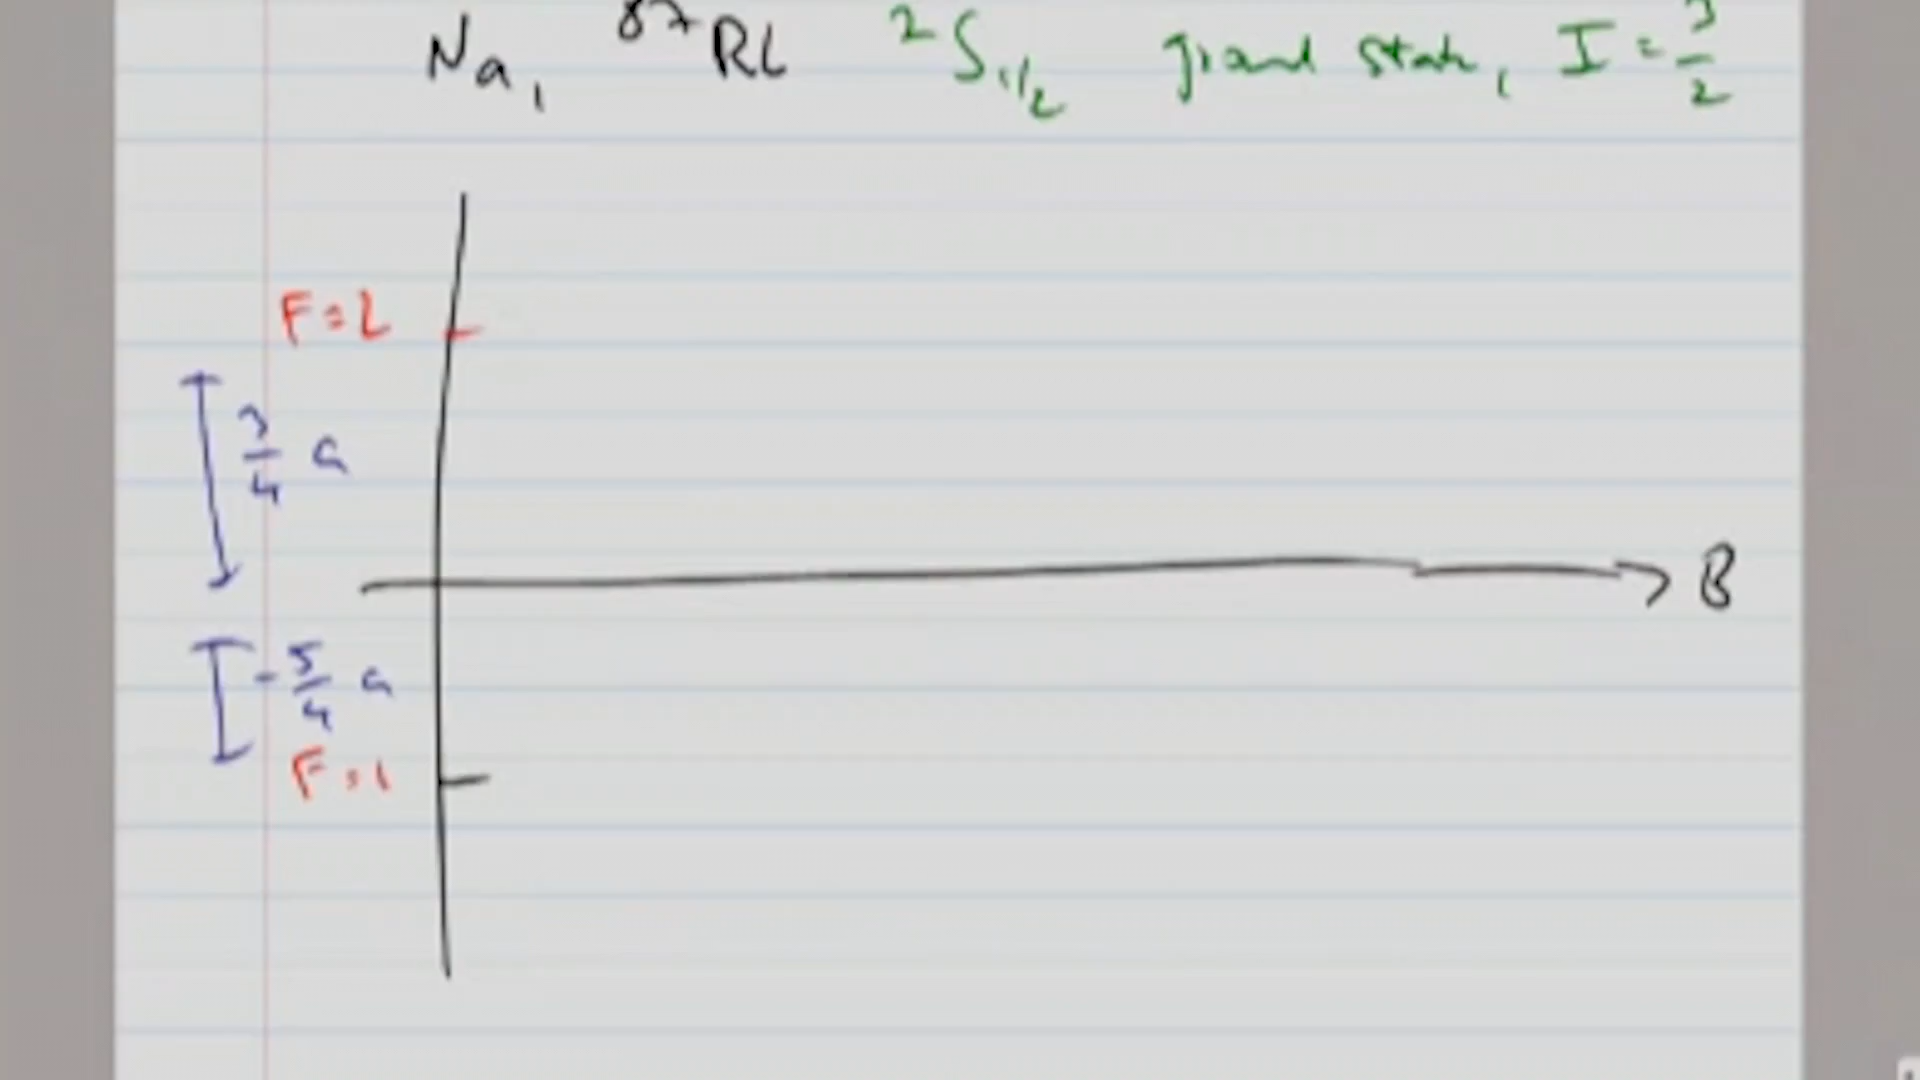 Na, 87Rb 2S1/2 ground state, I = 3/2
F=2
3/4 a
B
-5/4 a
F=1